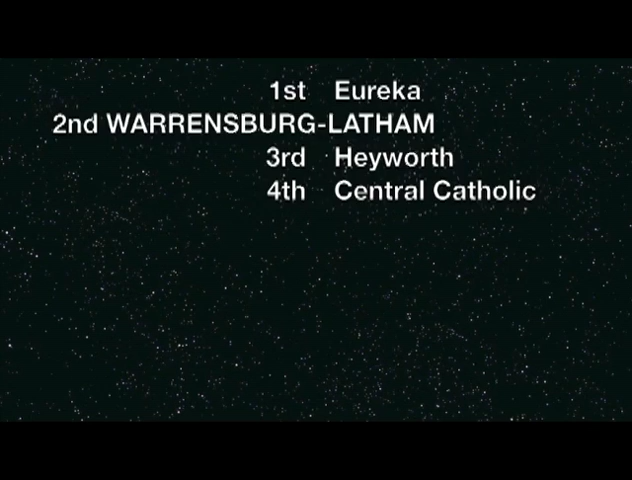 1st Eureka
2nd WARRENSBURG-LATHAM
3rd Heyworth
4th Central Catholic